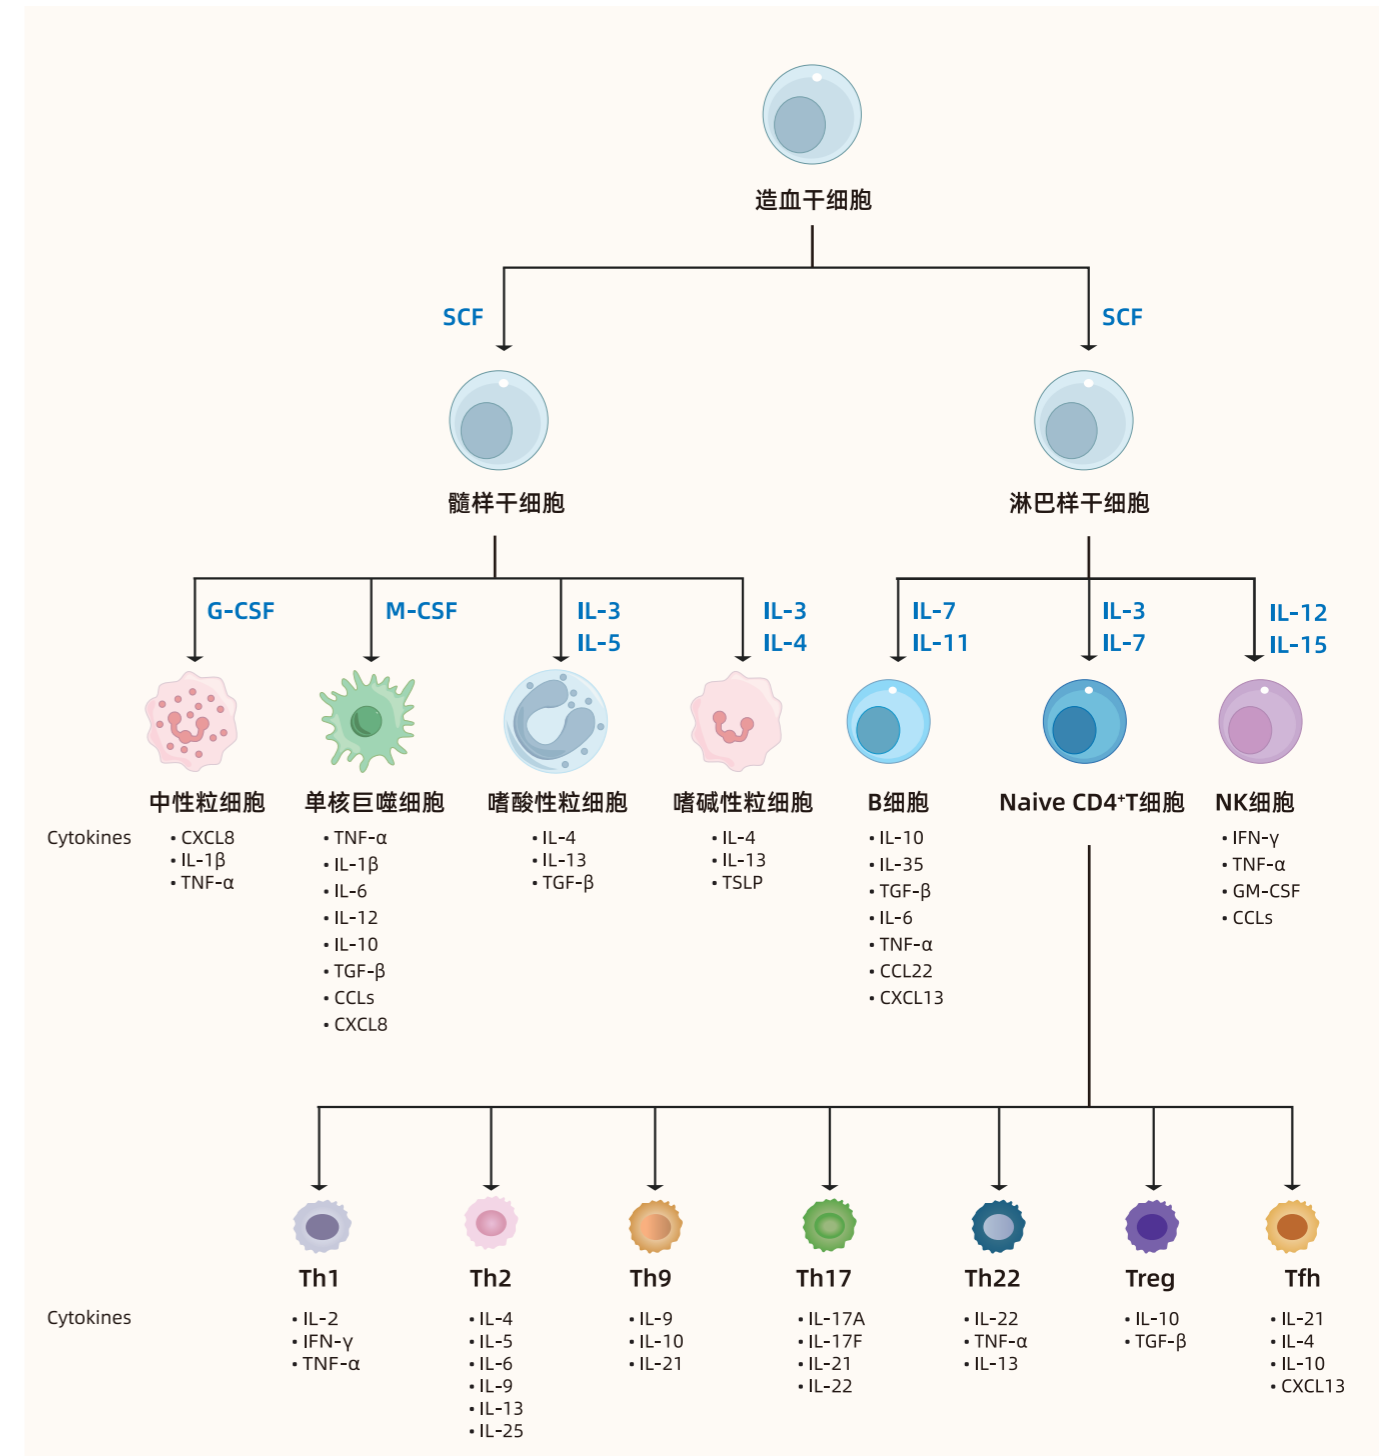 造血干细胞
SCF
SCF
髓样干细胞
淋巴样干细胞
G-CSF
M-CSF
IL-3
IL-5
IL-3
IL-4
IL-7
IL-11
IL-3
IL-7
IL-12
IL-15
中性粒细胞
单核巨噬细胞
嗜酸性粒细胞
嗜碱性粒细胞
B细胞
Naive CD4⁺T细胞
NK细胞
Cytokines
• CXCL8
• IL-1β
• TNF-α
• TNF-α
• IL-1β
• IL-6
• IL-12
• IL-10
• TGF-β
• CCLs
• CXCL8
• IL-4
• IL-13
• TGF-β
• IL-4
• IL-13
• TSLP
• IL-10
• IL-35
• TGF-β
• IL-6
• TNF-α
• CCL22
• CXCL13
• IFN-γ
• TNF-α
• GM-CSF
• CCLs
Th1
Th2
Th9
Th17
Th22
Treg
Tfh
Cytokines
• IL-2
• IFN-γ
• TNF-α
• IL-4
• IL-5
• IL-6
• IL-9
• IL-13
• IL-25
• IL-9
• IL-10
• IL-21
• IL-17A
• IL-17F
• IL-21
• IL-22
• IL-22
• TNF-α
• IL-13
• IL-10
• TGF-β
• IL-21
• IL-4
• IL-10
• CXCL13